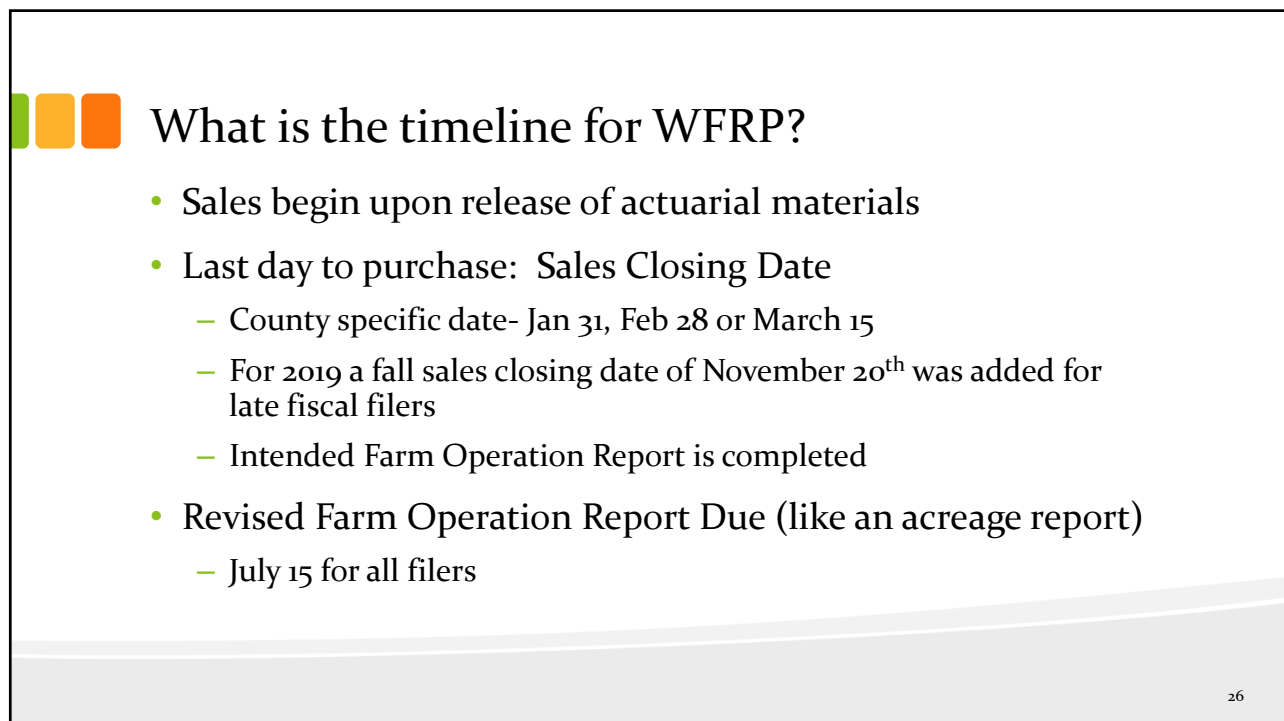 What is the timeline for WFRP?
• Sales begin upon release of actuarial materials
• Last day to purchase:  Sales Closing Date
– County specific date- Jan 31, Feb 28 or March 15
– For 2019 a fall sales closing date of November 20th was added for
late fiscal filers
– Intended Farm Operation Report is completed
• Revised Farm Operation Report Due (like an acreage report)
– July 15 for all filers
26